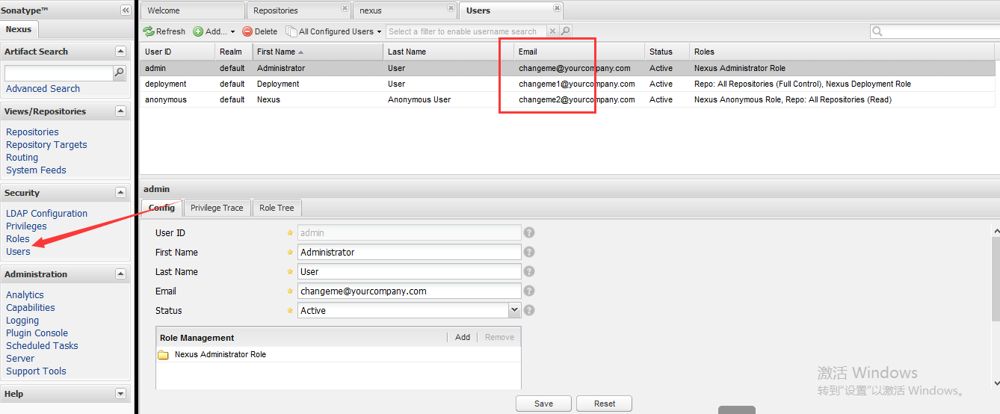 Sonatype™
Nexus
Artifact Search
Advanced Search
Views/Repositories
Repositories
Repository Targets
Routing
System Feeds
Security
LDAP Configuration
Privileges
Roles
Users
Administration
Analytics
Capabilities
Logging
Plugin Console
Scheduled Tasks
Server
Support Tools
Help
Welcome Repositories nexus Users
Refresh Add... Delete All Configured Users Select a filter to enable username search
User ID Realm First Name Last Name Email Status Roles
admin default Administrator User changeme@yourcompany.com Active Nexus Administrator Role
deployment default Deployment User changeme1@yourcompany.com Active Repo: All Repositories (Full Control), Nexus Deployment Role
anonymous default Nexus Anonymous User changeme2@yourcompany.com Active Nexus Anonymous Role, Repo: All Repositories (Read)
admin
Config Privilege Trace Role Tree
User ID admin
First Name Administrator
Last Name User
Email changeme@yourcompany.com
Status Active
Role Management Add Remove
Nexus Administrator Role
Save Reset
激活 Windows
转到“设置”以激活 Windows。